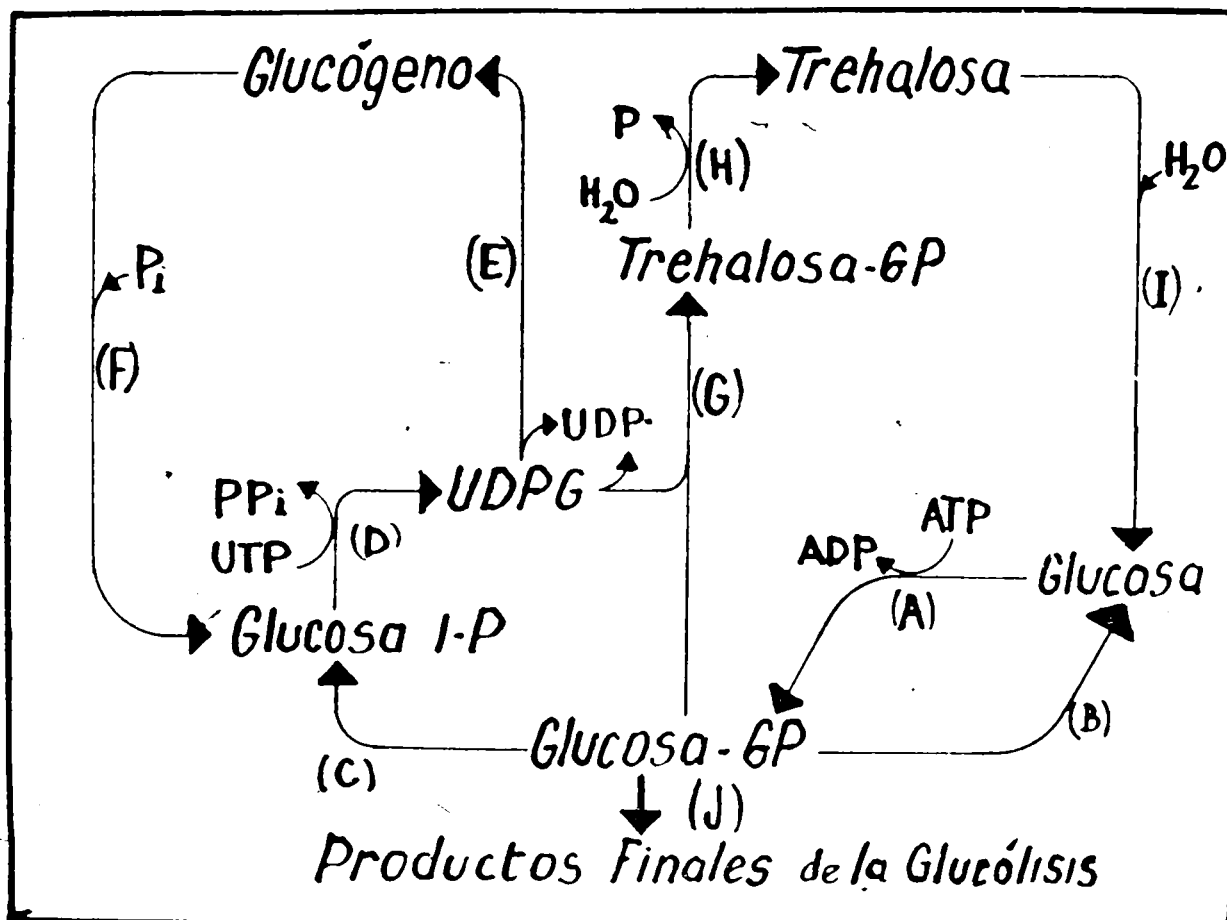 Glucógeno
Trehalosa
P
(H)
H₂O
H₂O
Pi
(E)
Trehalosa-6P
(I)
(F)
(G)
UDP
PPi
UDPG
UTP
(D)
ATP
ADP
Glucosa
(A)
Glucosa 1-P
(B)
Glucosa-6P
(C)
(J)
Productos Finales de la Glucólisis